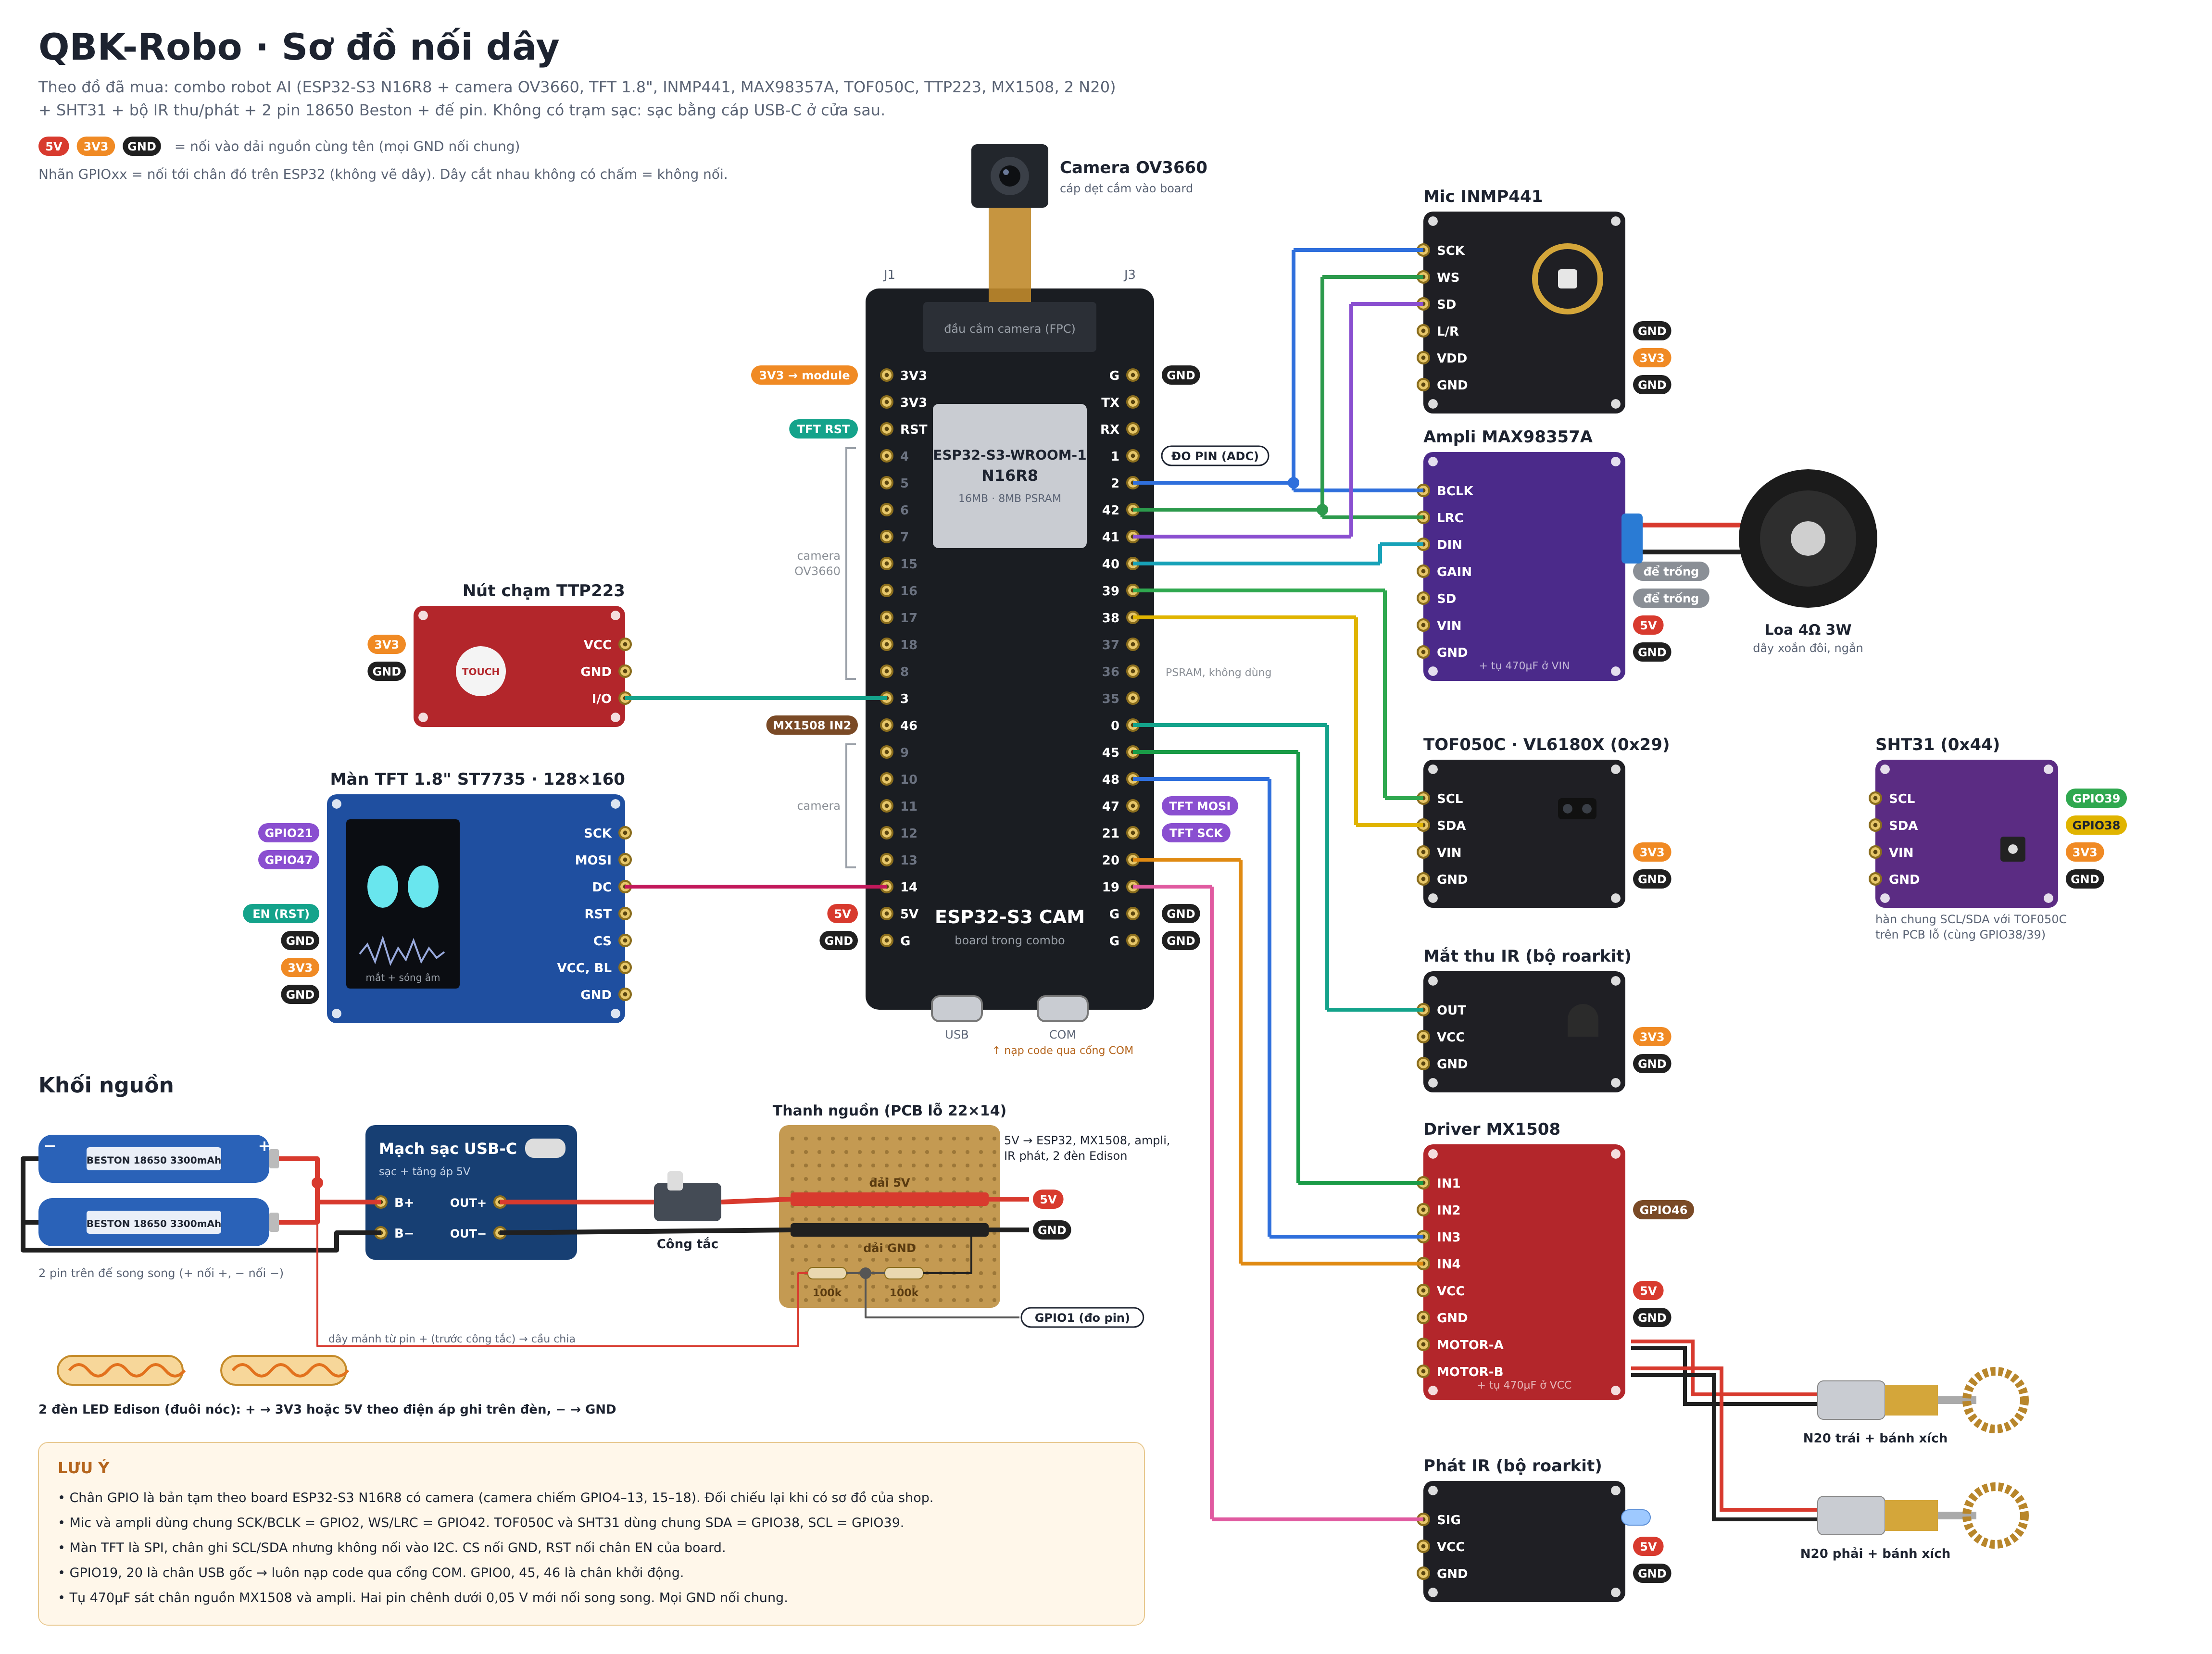 QBK-Robo · Sơ đồ nối dây
Theo đồ đã mua: combo robot AI (ESP32-S3 N16R8 + camera OV3660, TFT 1.8", INMP441, MAX98357A, TOF050C, TTP223, MX1508, 2 N20)
+ SHT31 + bộ IR thu/phát + 2 pin 18650 Beston + đế pin. Không có trạm sạc: sạc bằng cáp USB-C ở cửa sau.
5V 3V3 GND = nối vào dải nguồn cùng tên (mọi GND nối chung)
Nhãn GPIOxx = nối tới chân đó trên ESP32 (không vẽ dây). Dây cắt nhau không có chấm = không nối.
Camera OV3660
cáp dẹt cắm vào board
J1
J3
đầu cắm camera (FPC)
3V3 → module
3V3
3V3
TFT RST
RST
4
5
6
7
15
16
17
18
8
3
MX1508 IN2
46
9
10
11
12
13
14
5V
5V
GND
G
camera
OV3660
camera
ESP32-S3-WROOM-1
N16R8
16MB · 8MB PSRAM
G
GND
TX
RX
1
ĐO PIN (ADC)
2
42
41
40
39
38
37
36
PSRAM, không dùng
35
0
45
48
47
TFT MOSI
21
TFT SCK
20
19
G
GND
G
GND
ESP32-S3 CAM
board trong combo
USB
COM
↑ nạp code qua cổng COM
Nút chạm TTP223
3V3
GND
TOUCH
VCC
GND
I/O
Màn TFT 1.8" ST7735 · 128×160
GPIO21
GPIO47
EN (RST)
GND
3V3
GND
mắt + sóng âm
SCK
MOSI
DC
RST
CS
VCC, BL
GND
Mic INMP441
SCK
WS
SD
L/R
VDD
GND
GND
3V3
GND
Ampli MAX98357A
BCLK
LRC
DIN
GAIN
SD
VIN
GND
+ tụ 470µF ở VIN
để trống
để trống
5V
GND
Loa 4Ω 3W
dây xoắn đôi, ngắn
TOF050C · VL6180X (0x29)
SCL
SDA
VIN
GND
3V3
GND
SHT31 (0x44)
SCL
SDA
VIN
GND
GPIO39
GPIO38
3V3
GND
hàn chung SCL/SDA với TOF050C
trên PCB lỗ (cùng GPIO38/39)
Mắt thu IR (bộ roarkit)
OUT
VCC
GND
3V3
GND
Driver MX1508
IN1
IN2
IN3
IN4
VCC
GND
MOTOR-A
MOTOR-B
+ tụ 470µF ở VCC
GPIO46
5V
GND
N20 trái + bánh xích
N20 phải + bánh xích
Phát IR (bộ roarkit)
SIG
VCC
GND
5V
GND
Khối nguồn
− +
BESTON 18650 3300mAh
BESTON 18650 3300mAh
2 pin trên đế song song (+ nối +, − nối −)
Mạch sạc USB-C
sạc + tăng áp 5V
B+ OUT+
B− OUT−
Công tắc
Thanh nguồn (PCB lỗ 22×14)
dải 5V
dải GND
100k 100k
5V → ESP32, MX1508, ampli,
IR phát, 2 đèn Edison
5V
GND
GPIO1 (đo pin)
dây mảnh từ pin + (trước công tắc) → cầu chia
2 đèn LED Edison (đuôi nóc): + → 3V3 hoặc 5V theo điện áp ghi trên đèn, − → GND
LƯU Ý
• Chân GPIO là bản tạm theo board ESP32-S3 N16R8 có camera (camera chiếm GPIO4–13, 15–18). Đối chiếu lại khi có sơ đồ của shop.
• Mic và ampli dùng chung SCK/BCLK = GPIO2, WS/LRC = GPIO42. TOF050C và SHT31 dùng chung SDA = GPIO38, SCL = GPIO39.
• Màn TFT là SPI, chân ghi SCL/SDA nhưng không nối vào I2C. CS nối GND, RST nối chân EN của board.
• GPIO19, 20 là chân USB gốc → luôn nạp code qua cổng COM. GPIO0, 45, 46 là chân khởi động.
• Tụ 470µF sát chân nguồn MX1508 và ampli. Hai pin chênh dưới 0,05 V mới nối song song. Mọi GND nối chung.